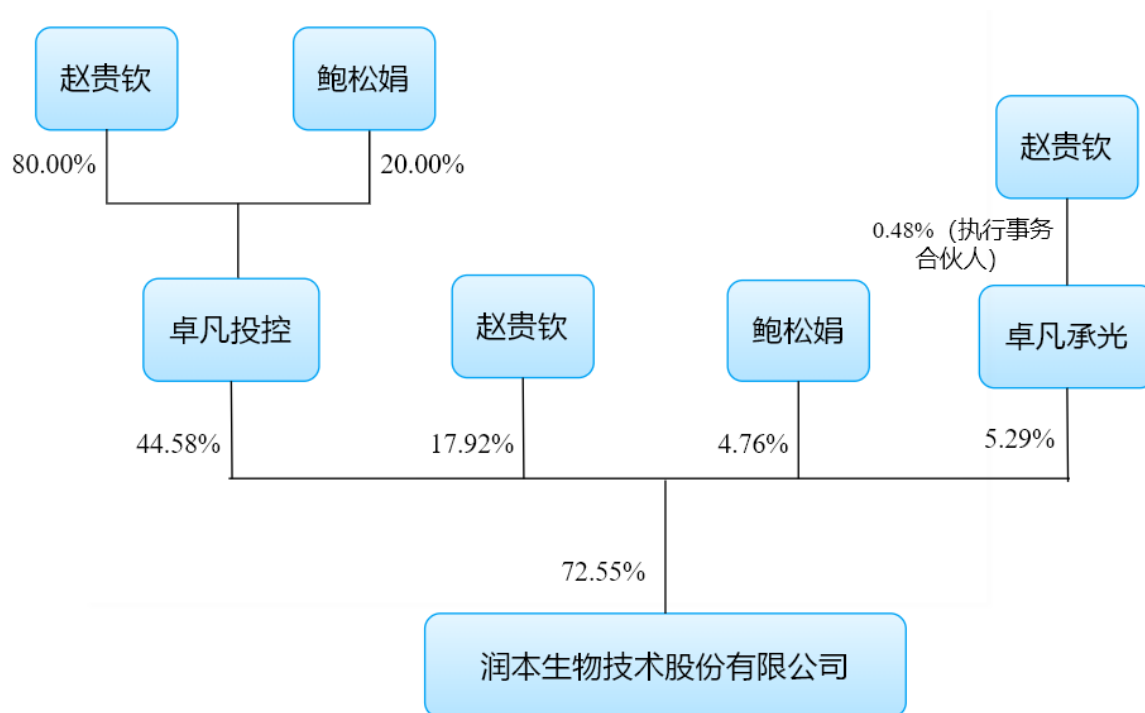 赵贵钦
鲍松娟
赵贵钦
80.00%
20.00%
0.48%（执行事务
合伙人）
卓凡投控
赵贵钦
鲍松娟
卓凡承光
44.58%
17.92%
4.76%
5.29%
72.55%
润本生物技术股份有限公司